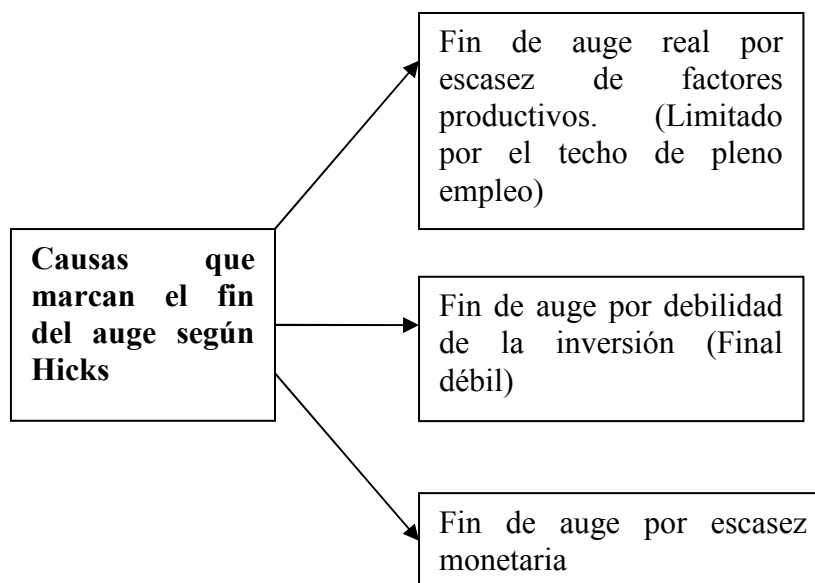 Fin de auge real por
escasez de factores
productivos. (Limitado
por el techo de pleno
empleo)
Causas que
marcan el fin
del auge según
Hicks
Fin de auge por debilidad
de la inversión (Final
débil)
Fin de auge por escasez
monetaria